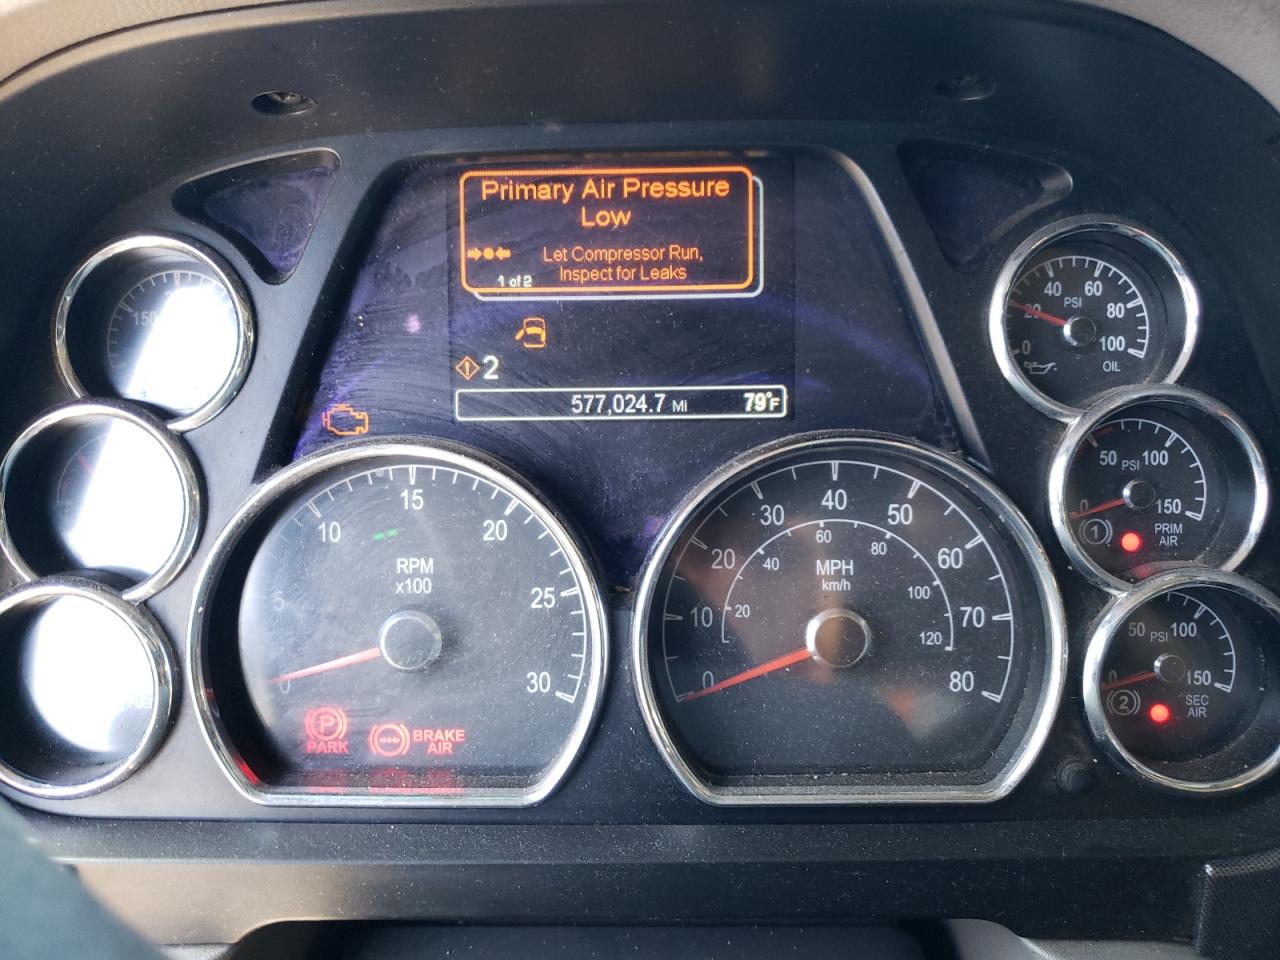 Primary Air Pressure
Low
Let Compressor Run,
Inspect for Leaks
1 of 2
2
577,024.7 MI
79°F
150
0 20 40 60 80 100
PSI
OIL
0 50 100 150
PSI
1
PRIM
AIR
0 50 100 150
PSI
2
SEC
AIR
0 5 10 15 20 25 30
RPM
x100
P
PARK
BRAKE
AIR
0 10 20 30 40 50 60 70 80
20 40 60 80 100 120
MPH
km/h